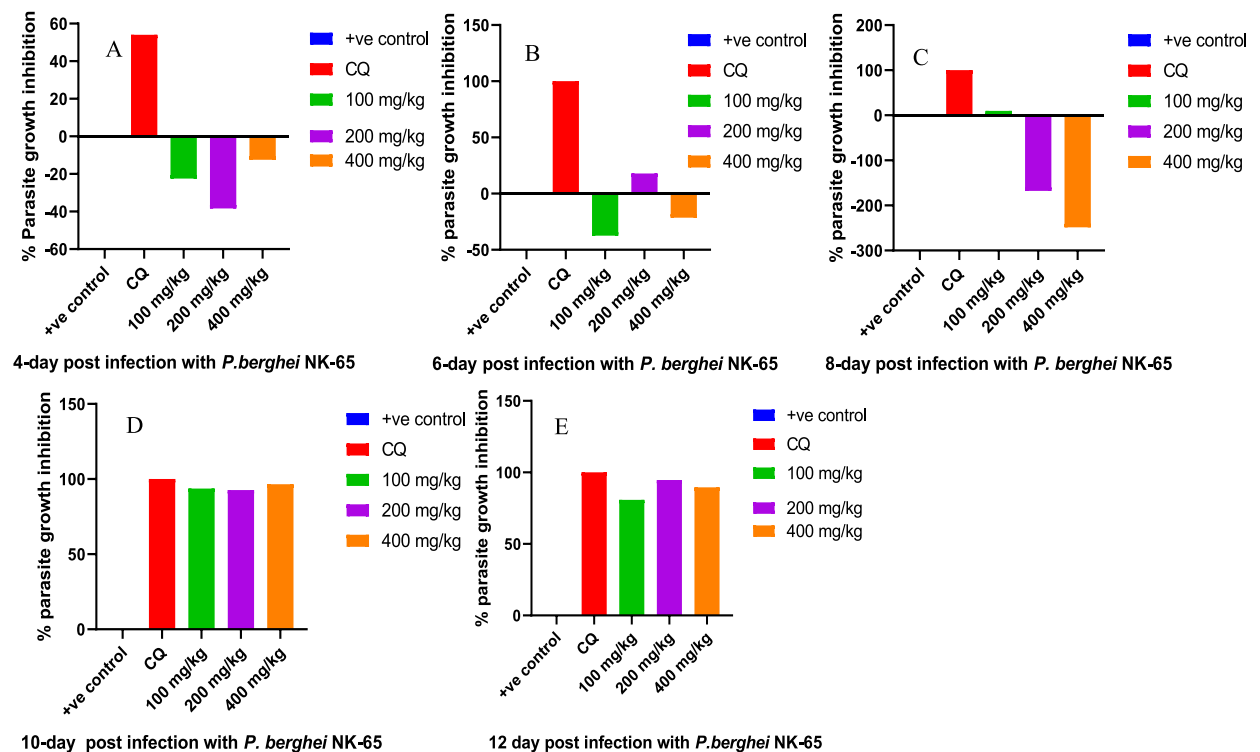 A
% Parasite growth inhibition
60
40
20
0
-20
-40
-60
+ve control
CQ
100 mg/kg
200 mg/kg
400 mg/kg
+ve control
CQ
100 mg/kg
200 mg/kg
400 mg/kg
4-day post infection with P.berghei NK-65
B
% parasite growth inhibition
150
100
50
0
-50
+ve control
CQ
100 mg/kg
200 mg/kg
400 mg/kg
+ve control
CQ
100 mg/kg
200 mg/kg
400 mg/kg
6-day post infection with P. berghei NK-65
C
% parasite growth inhibition
200
100
0
-100
-200
-300
+ve control
CQ
100 mg/kg
200 mg/kg
400 mg/kg
+ve control
CQ
100 mg/kg
200 mg/kg
400 mg/kg
8-day post infection with P. berghei NK-65
D
% parasite growth inhibition
150
100
50
0
+ve control
CQ
100 mg/kg
200 mg/kg
400 mg/kg
+ve control
CQ
100 mg/kg
200 mg/kg
400 mg/kg
10-day post infection with P. berghei NK-65
E
% parasite growth inhibition
150
100
50
0
+ve control
CQ
100 mg/kg
200 mg/kg
400 mg/kg
+ve control
CQ
100 mg/kg
200 mg/kg
400 mg/kg
12 day post infection with P.berghei NK-65